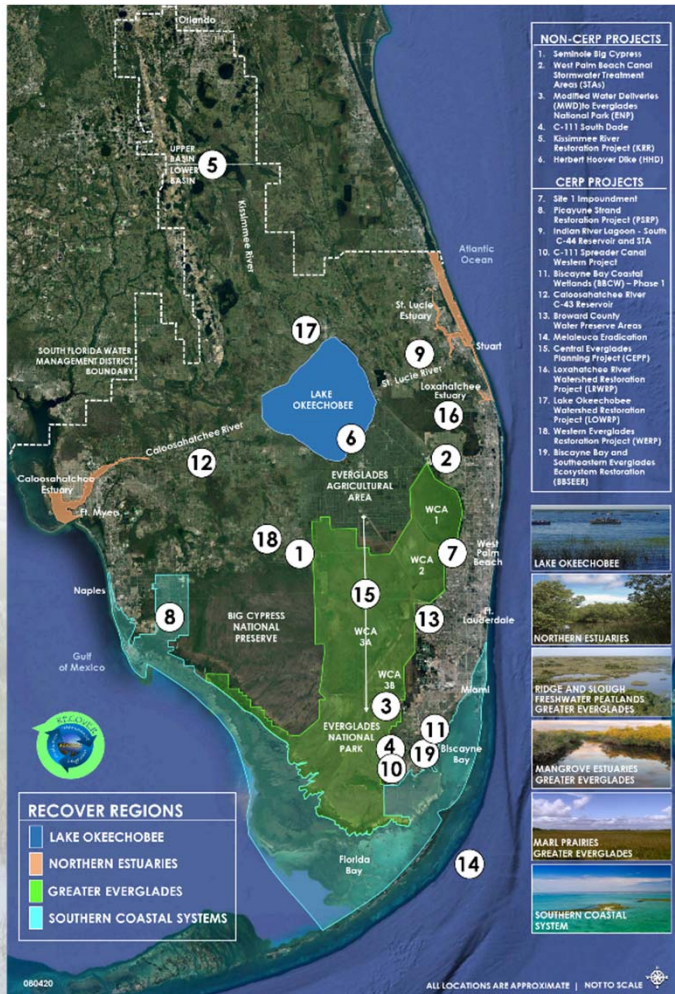 Orlando
UPPER
BASIN
LOWER
BASIN
Kissimmee River
Atlantic
Ocean
St. Lucie
Estuary
Stuart
SOUTH FLORIDA WATER
MANAGEMENT DISTRICT
BOUNDARY
St. Lucie River
Loxahatchee
Estuary
LAKE
OKEECHOBEE
Caloosahatchee River
Caloosahatchee
Estuary
Ft. Myers
EVERGLADES
AGRICULTURAL
AREA
WCA
1
West
Palm
Beach
WCA
2
Naples
BIG CYPRESS
NATIONAL
PRESERVE
WCA
3A
Ft.
Lauderdale
Gulf
of Mexico
WCA
3B
Miami
EVERGLADES
NATIONAL
PARK
Biscayne
Bay
Florida
Bay
5
17
9
16
6
12
2
18
1
7
15
8
13
3
11
4
19
10
14
NON-CERP PROJECTS
1. Seminole Big Cypress
2. West Palm Beach Canal
Stormwater Treatment
Areas (STAs)
3. Modified Water Deliveries
(MWD)to Everglades
National Park (ENP)
4. C-111 South Dade
5. Kissimmee River
Restoration Project (KRR)
6. Herbert Hoover Dike (HHD)
CERP PROJECTS
7. Site 1 Impoundment
8. Picayune Strand
Restoration Project (PSRP)
9. Indian River Lagoon - South
C-44 Reservoir and STA
10. C-111 Spreader Canal
Western Project
11. Biscayne Bay Coastal
Wetlands (BBCW) – Phase 1
12. Caloosahatchee River
C-43 Reservoir
13. Broward County
Water Preserve Areas
14. Melaleuca Eradication
15. Central Everglades
Planning Project (CEPP)
16. Loxahatchee River
Watershed Restoration
Project (LRWRP)
17. Lake Okeechobee
Watershed Restoration
Project (LOWRP)
18. Western Everglades
Restoration Project (WERP)
19. Biscayne Bay and
Southeastern Everglades
Ecosystem Restoration
(BBSEER)
LAKE OKEECHOBEE
NORTHERN ESTUARIES
RIDGE AND SLOUGH
FRESHWATER PEATLANDS
GREATER EVERGLADES
MANGROVE ESTUARIES
GREATER EVERGLADES
MARL PRAIRIES
GREATER EVERGLADES
SOUTHERN COASTAL
SYSTEM
RECOVER
RECOVER REGIONS
LAKE OKEECHOBEE
NORTHERN ESTUARIES
GREATER EVERGLADES
SOUTHERN COASTAL SYSTEMS
080420
ALL LOCATIONS ARE APPROXIMATE | NOT TO SCALE